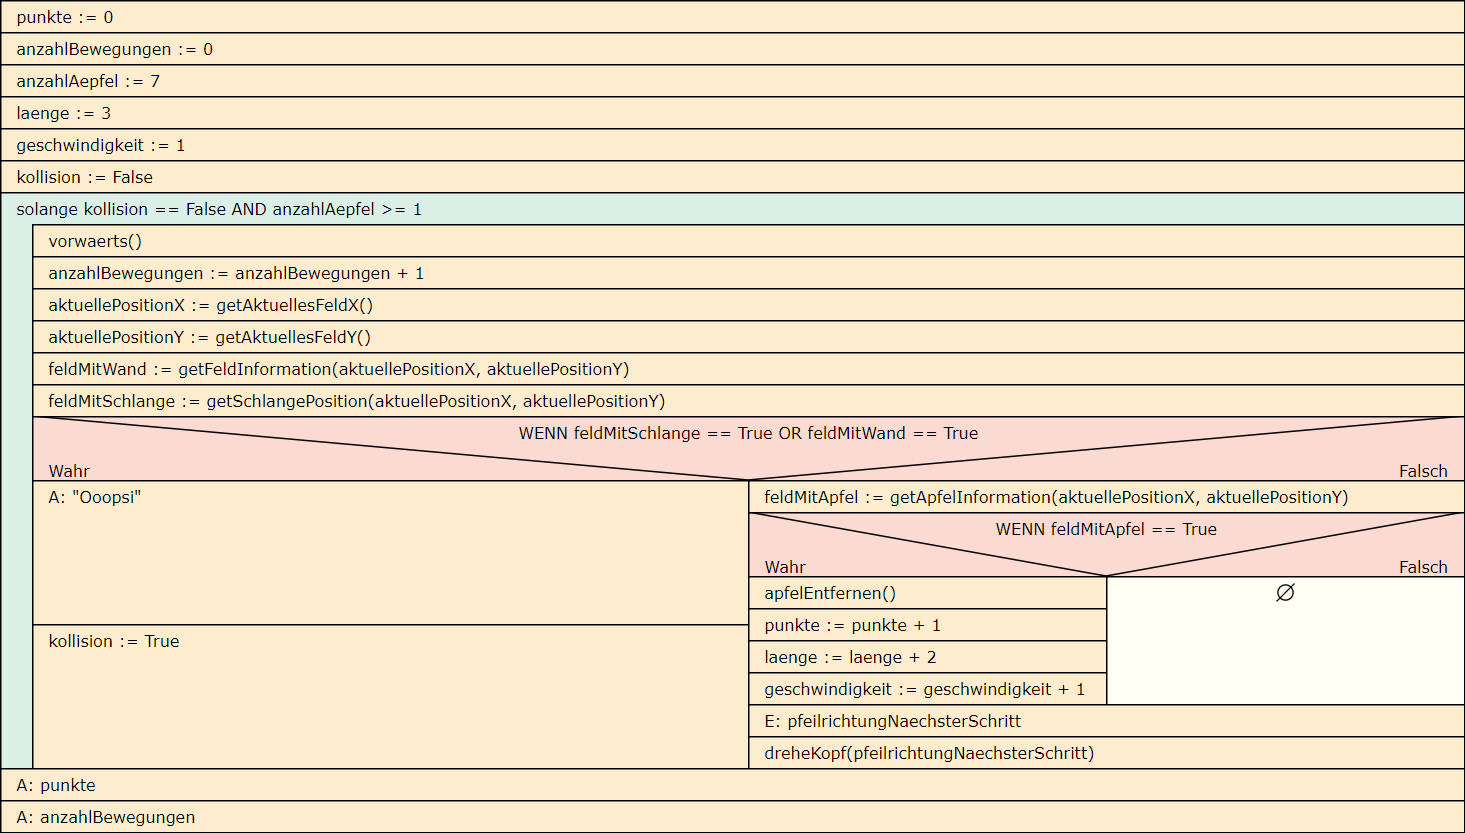 punkte := 0
anzahlBewegungen := 0
anzahlAepfel := 7
laenge := 3
geschwindigkeit := 1
kollision := False
solange kollision == False AND anzahlAepfel >= 1
vorwaerts()
anzahlBewegungen := anzahlBewegungen + 1
aktuellePositionX := getAktuellesFeldX()
aktuellePositionY := getAktuellesFeldY()
feldMitWand := getFeldInformation(aktuellePositionX, aktuellePositionY)
feldMitSchlange := getSchlangePosition(aktuellePositionX, aktuellePositionY)
WENN feldMitSchlange == True OR feldMitWand == True
Wahr
Falsch
A: "Ooopsi"
kollision := True
feldMitApfel := getApfelInformation(aktuellePositionX, aktuellePositionY)
WENN feldMitApfel == True
Wahr
Falsch
apfelEntfernen()
punkte := punkte + 1
laenge := laenge + 2
geschwindigkeit := geschwindigkeit + 1
∅
E: pfeilrichtungNaechsterSchritt
dreheKopf(pfeilrichtungNaechsterSchritt)
A: punkte
A: anzahlBewegungen